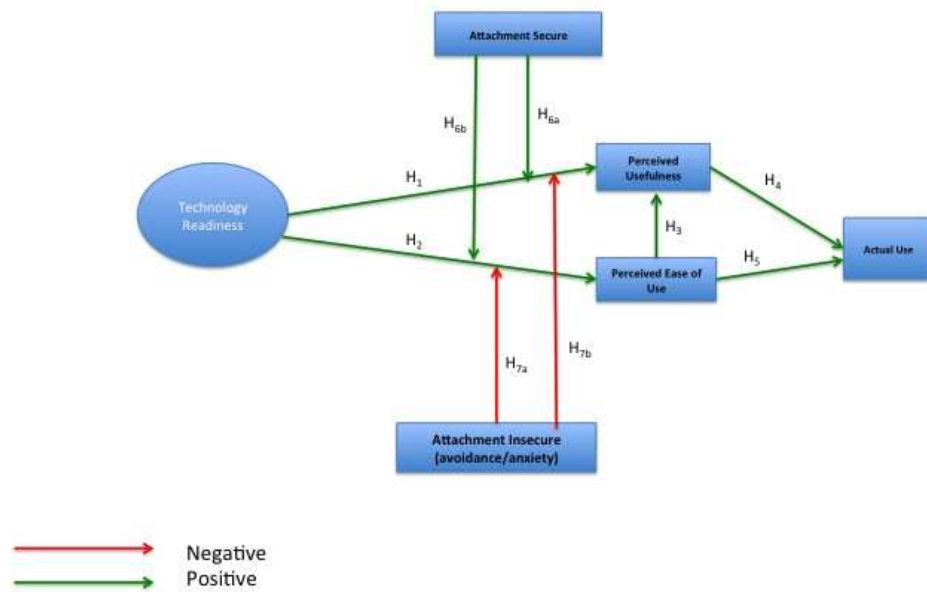 Attachment Secure
H6b
H6a
H1
Perceived
Usefulness
H4
Technology
Readiness
H2
H3
Actual Use
Perceived Ease of
Use
H5
H7b
H7a
Attachment Insecure
(avoidance/anxiety)
Negative
Positive